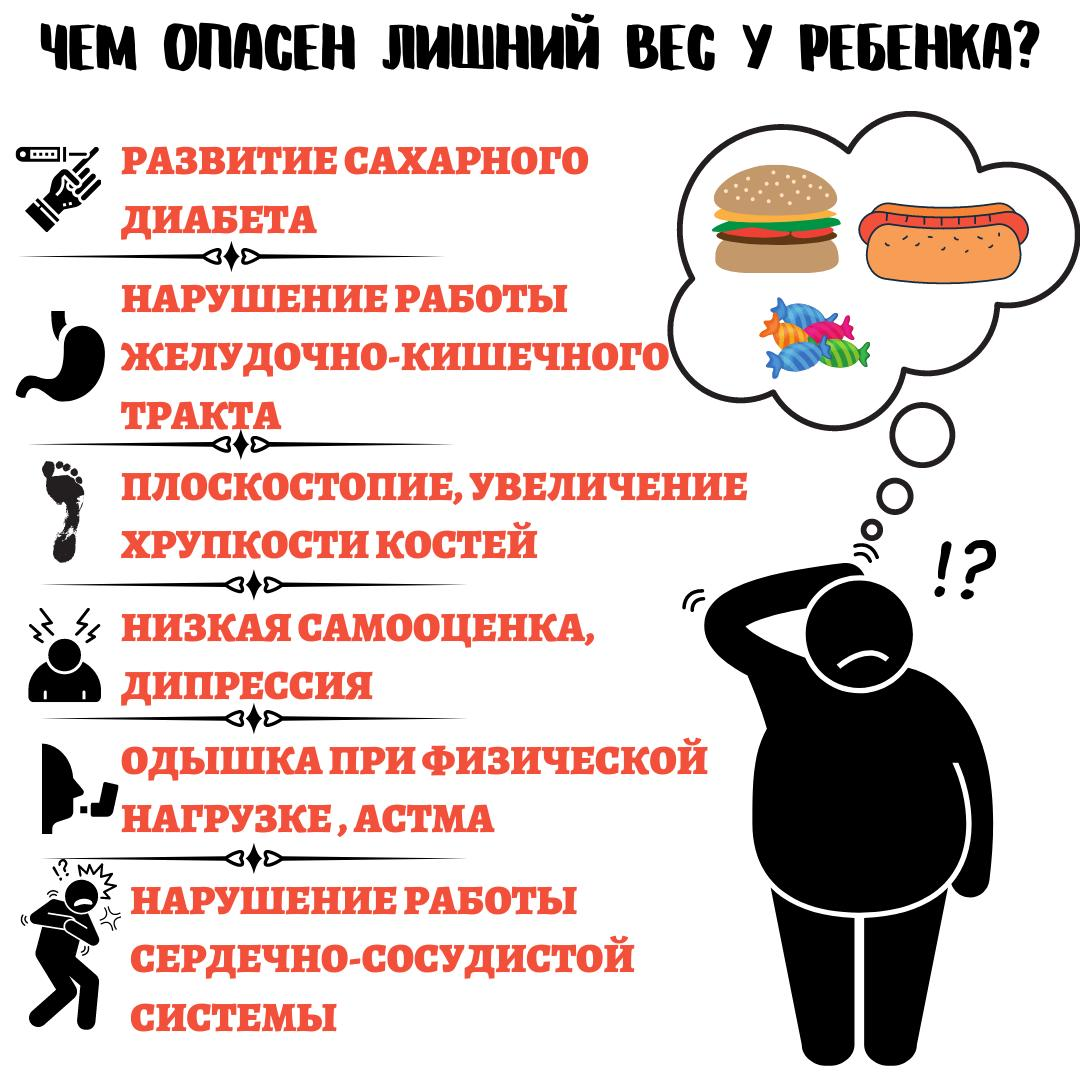 ЧЕМ ОПАСЕН ЛИШНИЙ ВЕС У РЕБЕНКА?
РАЗВИТИЕ САХАРНОГО
ДИАБЕТА
НАРУШЕНИЕ РАБОТЫ
ЖЕЛУДОЧНО-КИШЕЧНОГО
ТРАКТА
ПЛОСКОСТОПИЕ, УВЕЛИЧЕНИЕ
ХРУПКОСТИ КОСТЕЙ
!?
НИЗКАЯ САМООЦЕНКА,
ДИПРЕССИЯ
ОДЫШКА ПРИ ФИЗИЧЕСКОЙ
НАГРУЗКЕ , АСТМА
!?
НАРУШЕНИЕ РАБОТЫ
СЕРДЕЧНО-СОСУДИСТОЙ
СИСТЕМЫ